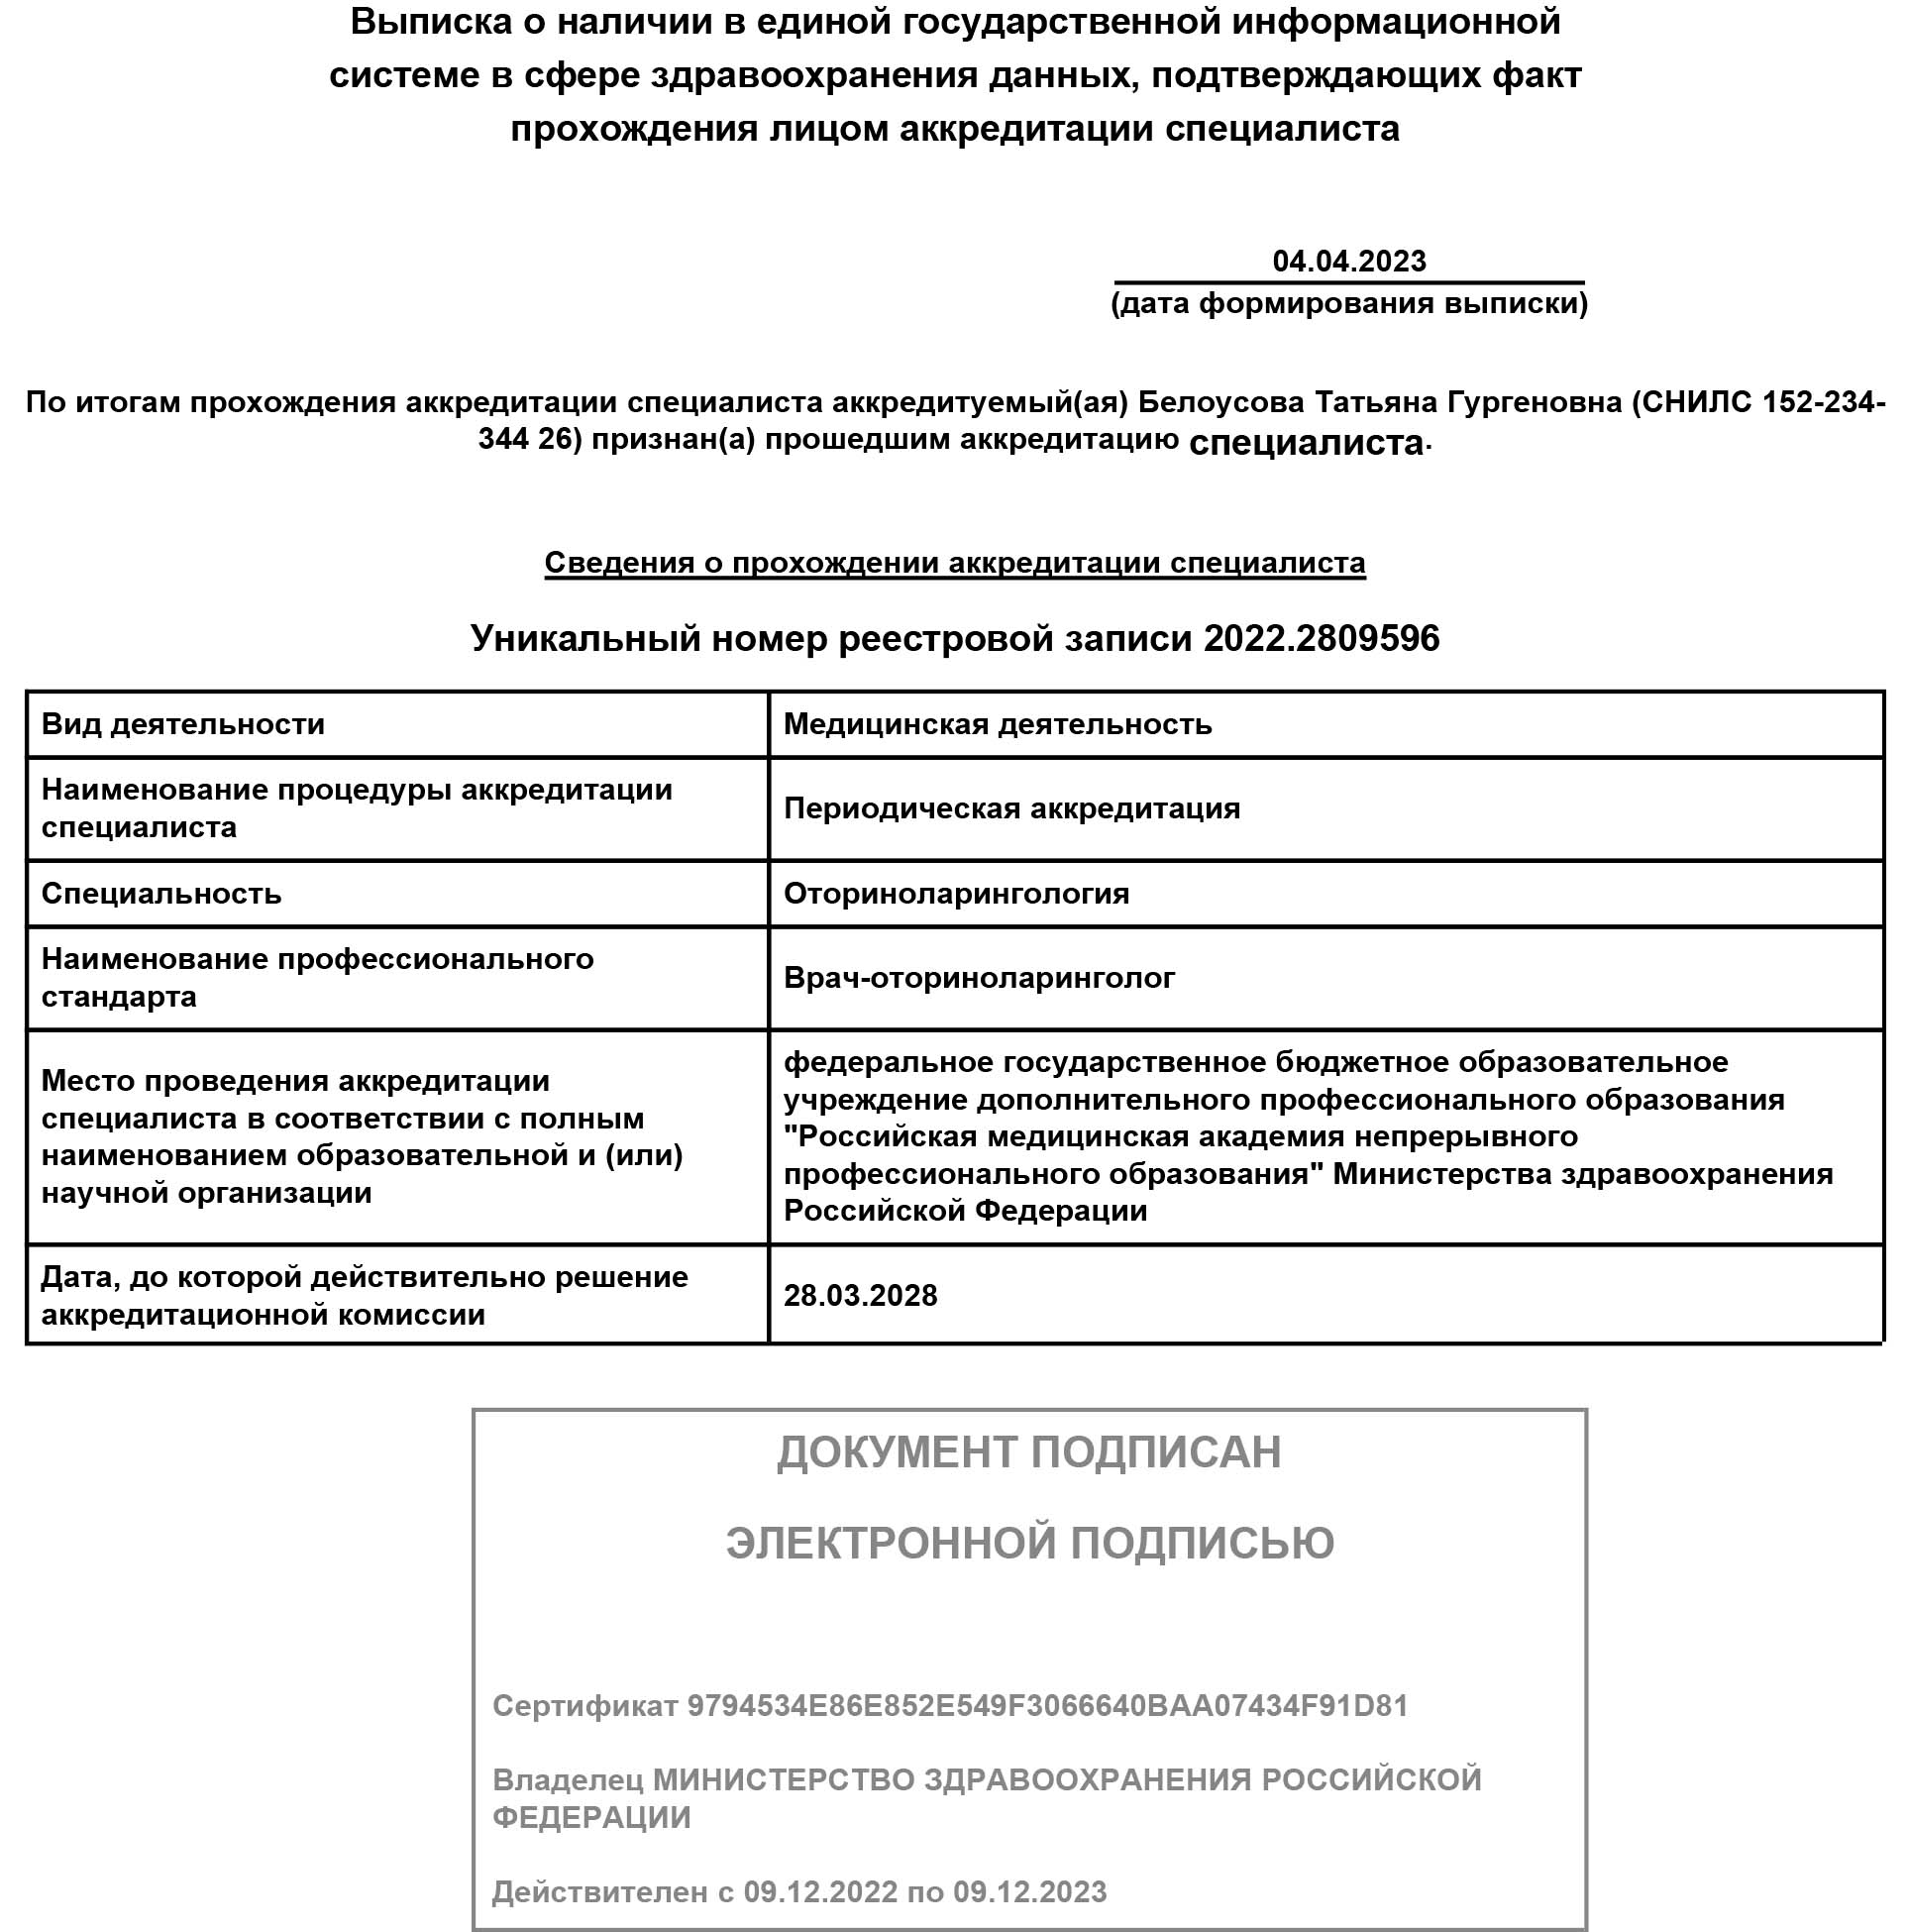 Выписка о наличии в единой государственной информационной
системе в сфере здравоохранения данных, подтверждающих факт
прохождения лицом аккредитации специалиста
04.04.2023
(дата формирования выписки)
По итогам прохождения аккредитации специалиста аккредитуемый(ая) Белоусова Татьяна Гургеновна (СНИЛС 152-234-
344 26) признан(а) прошедшим аккредитацию специалиста.
Сведения о прохождении аккредитации специалиста
Уникальный номер реестровой записи 2022.2809596
Вид деятельности
Медицинская деятельность
Наименование процедуры аккредитации
специалиста
Периодическая аккредитация
Специальность
Оториноларингология
Наименование профессионального
стандарта
Врач-оториноларинголог
Место проведения аккредитации
специалиста в соответствии с полным
наименованием образовательной и (или)
научной организации
федеральное государственное бюджетное образовательное
учреждение дополнительного профессионального образования
"Российская медицинская академия непрерывного
профессионального образования" Министерства здравоохранения
Российской Федерации
Дата, до которой действительно решение
аккредитационной комиссии
28.03.2028
ДОКУМЕНТ ПОДПИСАН
ЭЛЕКТРОННОЙ ПОДПИСЬЮ
Сертификат 9794534E86E852E549F3066640BAA07434F91D81
Владелец МИНИСТЕРСТВО ЗДРАВООХРАНЕНИЯ РОССИЙСКОЙ
ФЕДЕРАЦИИ
Действителен с 09.12.2022 по 09.12.2023